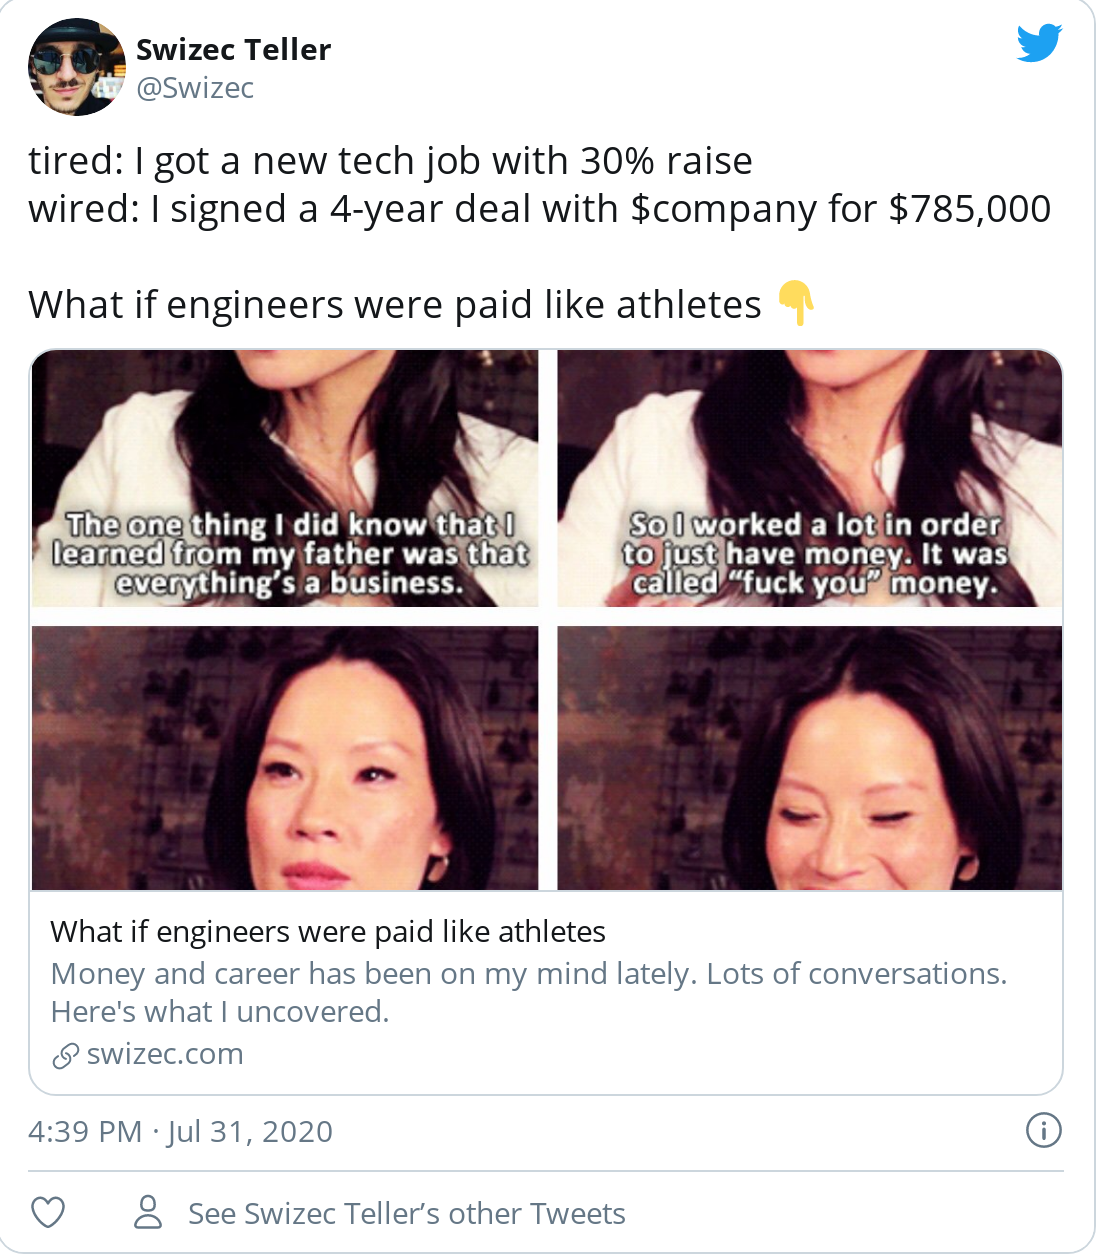 Swizec Teller
@Swizec
tired: I got a new tech job with 30% raise
wired: I signed a 4-year deal with $company for $785,000
What if engineers were paid like athletes 👇
The one thing I did know that I
learned from my father was that
everything's a business.
So I worked a lot in order
to just have money. It was
called “fuck you” money.
What if engineers were paid like athletes
Money and career has been on my mind lately. Lots of conversations.
Here's what I uncovered.
swizec.com
4:39 PM · Jul 31, 2020
See Swizec Teller’s other Tweets